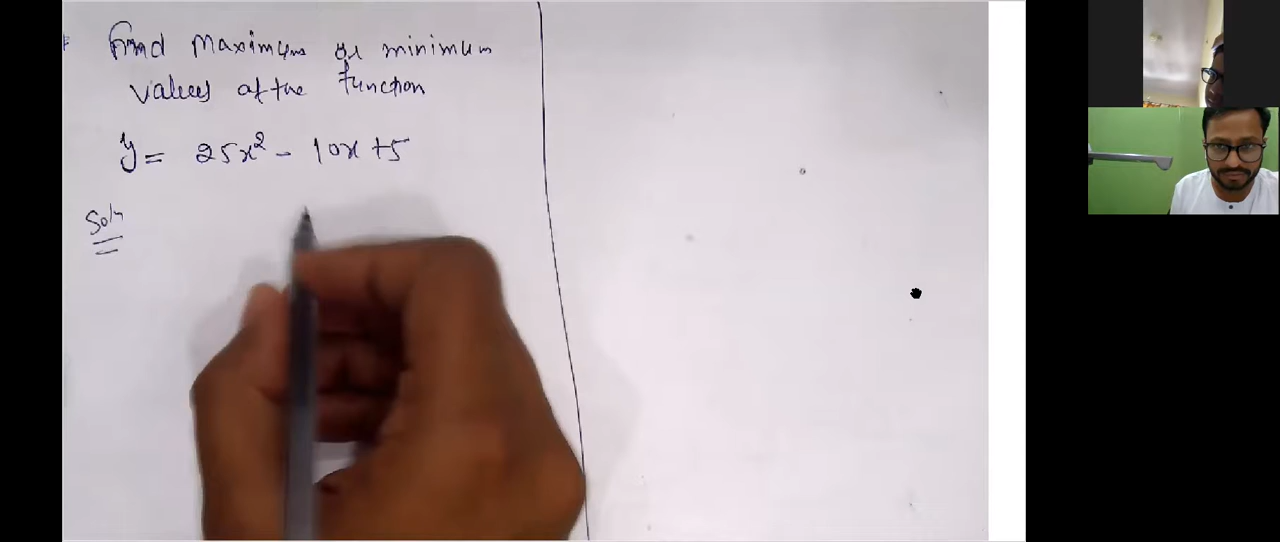 Find Maximum or minimum
values of the function
y = 25x² - 10x + 5
Soln